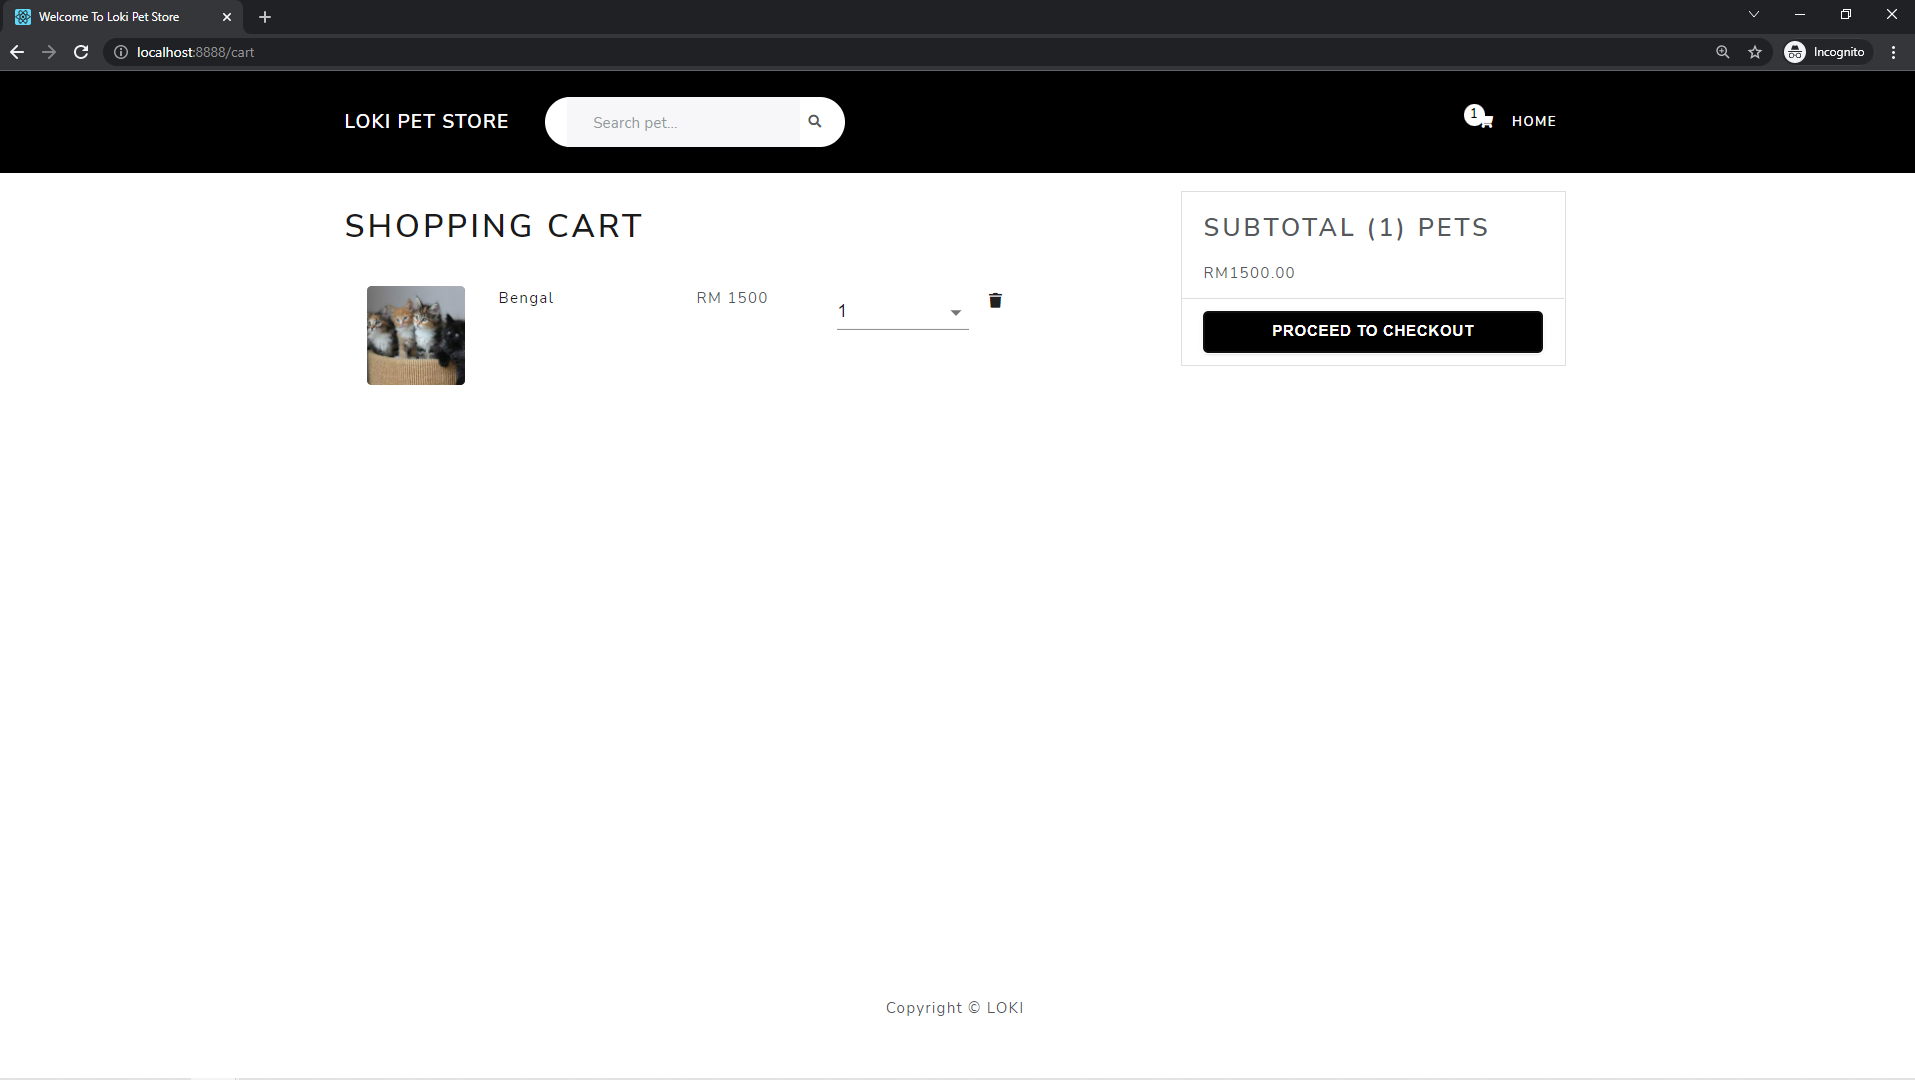 Welcome To Loki Pet Store
localhost:8888/cart
Incognito
LOKI PET STORE
Search pet...
1
HOME
SHOPPING CART
Bengal
RM 1500
1
SUBTOTAL (1) PETS
RM1500.00
PROCEED TO CHECKOUT
Copyright © LOKI